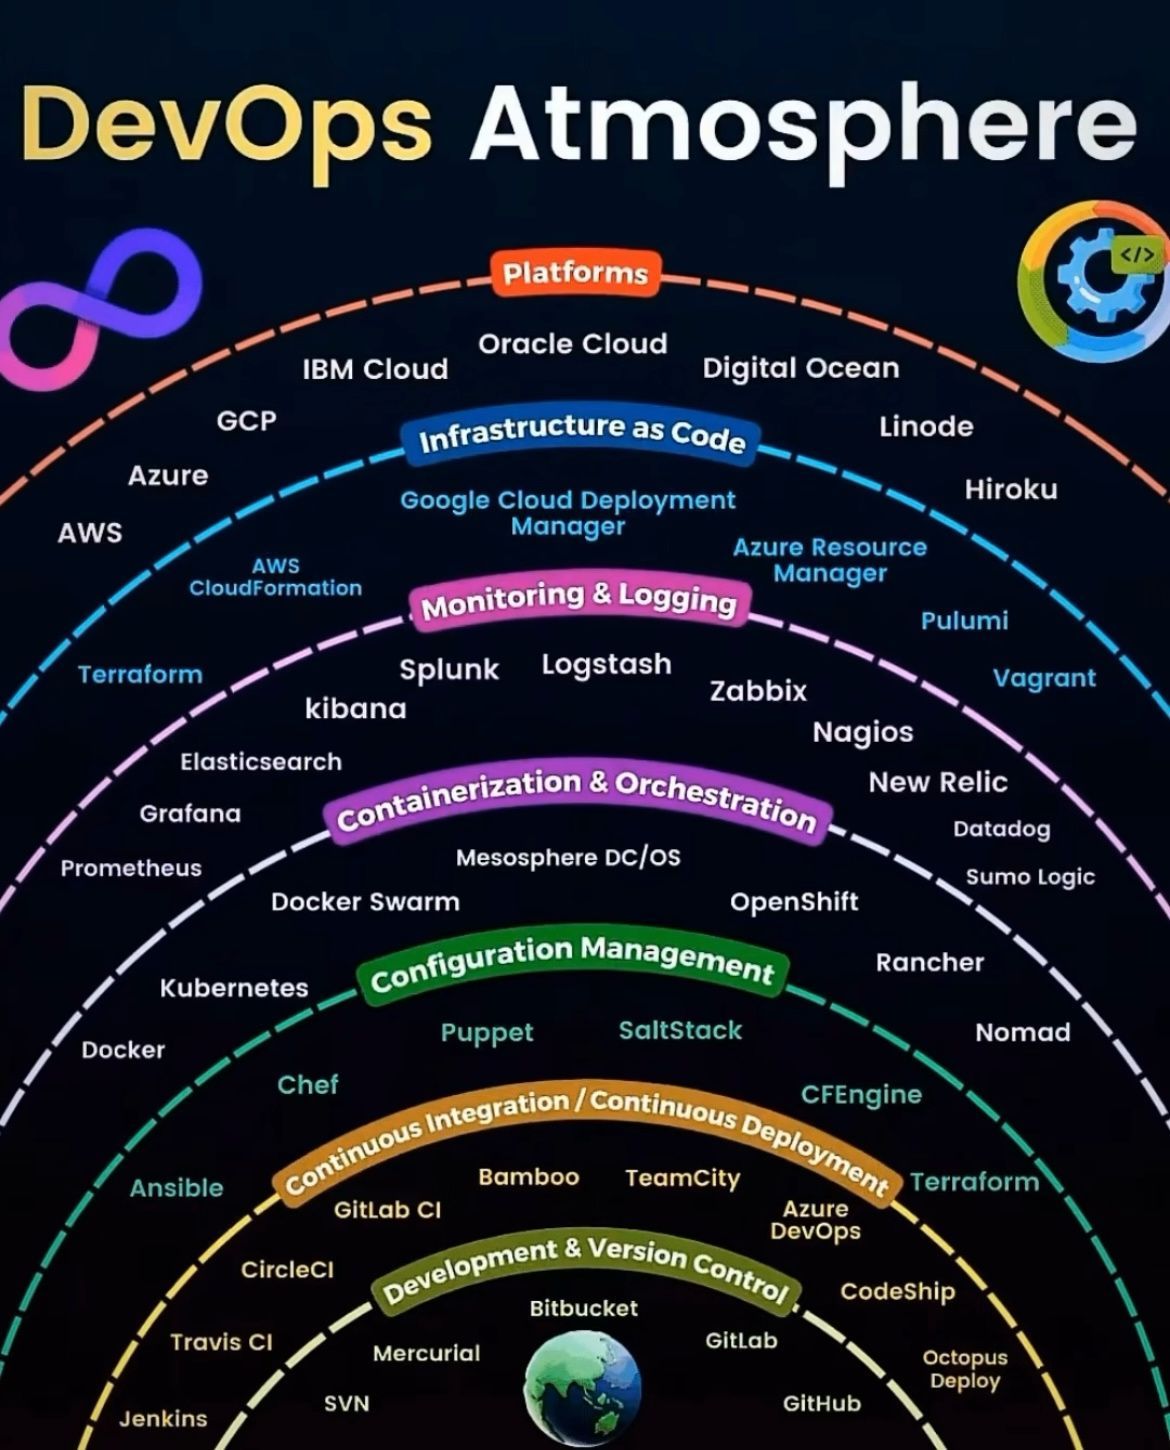 DevOps Atmosphere
</>
Platforms
Oracle Cloud
IBM Cloud
Digital Ocean
GCP
Linode
Azure
Hiroku
AWS
Infrastructure as Code
Google Cloud Deployment
Manager
Azure Resource
Manager
AWS
CloudFormation
Pulumi
Terraform
Vagrant
Monitoring & Logging
Splunk
Logstash
Zabbix
kibana
Nagios
Elasticsearch
New Relic
Grafana
Datadog
Prometheus
Sumo Logic
Containerization & Orchestration
Mesosphere DC/OS
Docker Swarm
OpenShift
Rancher
Kubernetes
Nomad
Docker
Configuration Management
Puppet
SaltStack
Chef
CFEngine
Ansible
Terraform
Continuous Integration / Continuous Deployment
Bamboo
TeamCity
GitLab CI
Azure
DevOps
CircleCI
CodeShip
Travis CI
Octopus
Deploy
Jenkins
Development & Version Control
Bitbucket
Mercurial
GitLab
SVN
GitHub